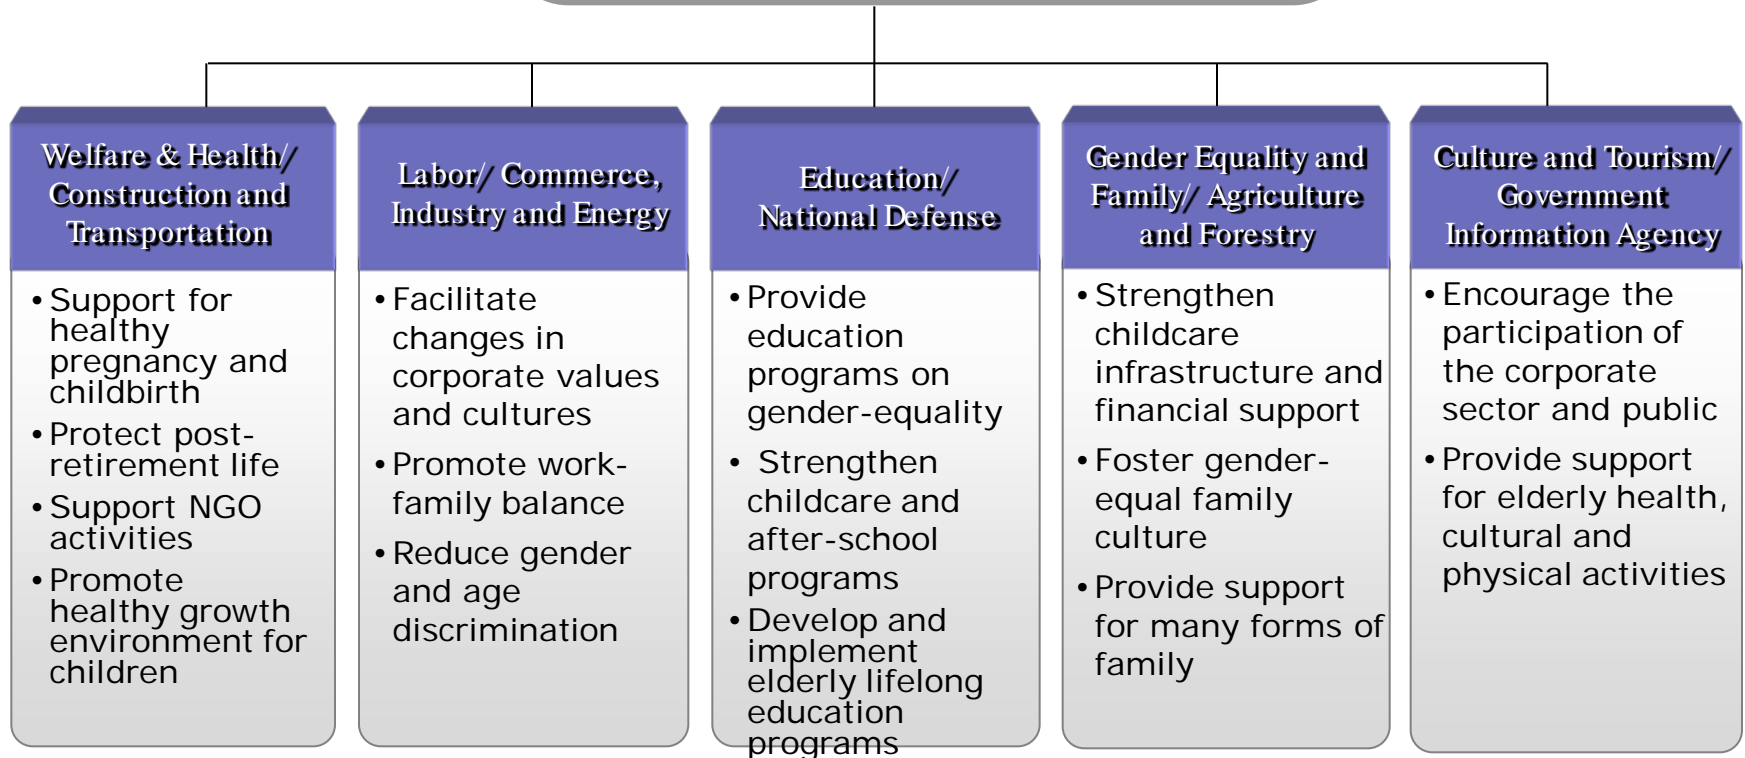 Welfare & Health/
Construction and
Transportation
• Support for
healthy
pregnancy and
childbirth
• Protect post-
retirement life
• Support NGO
activities
• Promote
healthy growth
environment for
children
Labor/ Commerce,
Industry and Energy
• Facilitate
changes in
corporate values
and cultures
• Promote work-
family balance
• Reduce gender
and age
discrimination
Education/
National Defense
• Provide
education
programs on
gender-equality
• Strengthen
childcare and
after-school
programs
• Develop and
implement
elderly lifelong
education
programs
Gender Equality and
Family/ Agriculture
and Forestry
• Strengthen
childcare
infrastructure and
financial support
• Foster gender-
equal family
culture
• Provide support
for many forms of
family
Culture and Tourism/
Government
Information Agency
• Encourage the
participation of
the corporate
sector and public
• Provide support
for elderly health,
cultural and
physical activities